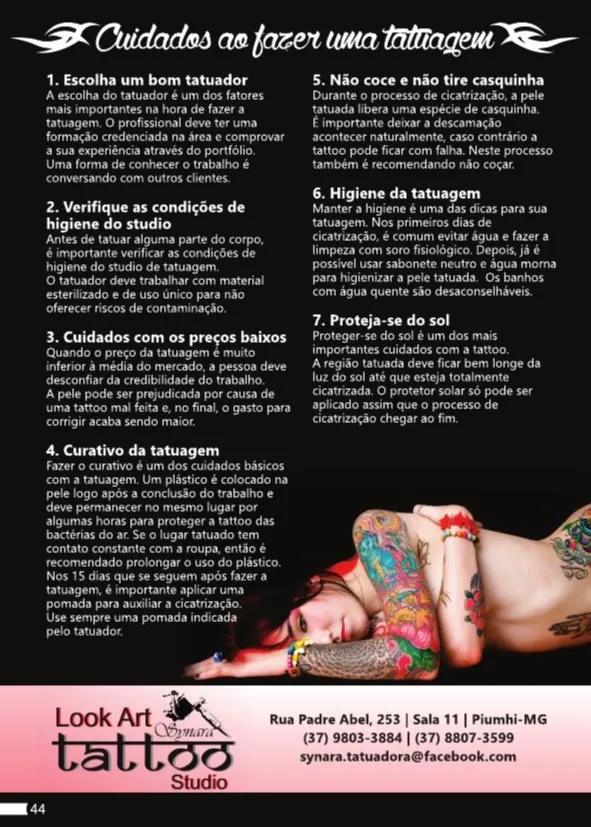 Cuidados ao fazer uma tatuagem
1. Escolha um bom tatuador
A escolha do tatuador é um dos fatores
mais importantes na hora de fazer a
tatuagem. O profissional deve ter uma
formação credenciada na área e comprovar
a sua experiência através do portfólio.
Uma forma de conhecer o trabalho é
conversando com outros clientes.
2. Verifique as condições de
higiene do studio
Antes de tatuar alguma parte do corpo,
é importante verificar as condições de
higiene do studio de tatuagem.
O tatuador deve trabalhar com material
esterilizado e de uso único para não
oferecer riscos de contaminação.
3. Cuidados com os preços baixos
Quando o preço da tatuagem é muito
inferior à média do mercado, a pessoa deve
desconfiar da credibilidade do trabalho.
A pele pode ser prejudicada por causa de
uma tattoo mal feita e, no final, o gasto para
corrigir acaba sendo maior.
4. Curativo da tatuagem
Fazer o curativo é um dos cuidados básicos
com a tatuagem. Um plástico é colocado na
pele logo após a conclusão do trabalho e
deve permanecer no mesmo lugar por
algumas horas para proteger a tattoo das
bactérias do ar. Se o lugar tatuado tem
contato constante com a roupa, então é
recomendado prolongar o uso do plástico.
Nos 15 dias que se seguem após fazer a
tatuagem, é importante aplicar uma
pomada para auxiliar a cicatrização.
Use sempre uma pomada indicada
pelo tatuador.
5. Não coce e não tire casquinha
Durante o processo de cicatrização, a pele
tatuada libera uma espécie de casquinha.
É importante deixar a descamação
acontecer naturalmente, caso contrário a
tattoo pode ficar com falha. Neste processo
também é recomendando não coçar.
6. Higiene da tatuagem
Manter a higiene é uma das dicas para sua
tatuagem. Nos primeiros dias de
cicatrização, é comum evitar água e fazer a
limpeza com soro fisiológico. Depois, já é
possível usar sabonete neutro e água morna
para higienizar a pele tatuada. Os banhos
com água quente são desaconselháveis.
7. Proteja-se do sol
Proteger-se do sol é um dos mais
importantes cuidados com a tattoo.
A região tatuada deve ficar bem longe da
luz do sol até que esteja totalmente
cicatrizada. O protetor solar só pode ser
aplicado assim que o processo de
cicatrização chegar ao fim.
Look Art
Synara
tattoo
Studio
Rua Padre Abel, 253 | Sala 11 | Piumhi-MG
(37) 9803-3884 | (37) 8807-3599
synara.tatuadora@facebook.com
44